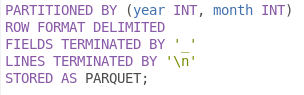 PARTITIONED BY (year INT, month INT)
ROW FORMAT DELIMITED
FIELDS TERMINATED BY '_'
LINES TERMINATED BY '\n'
STORED AS PARQUET;